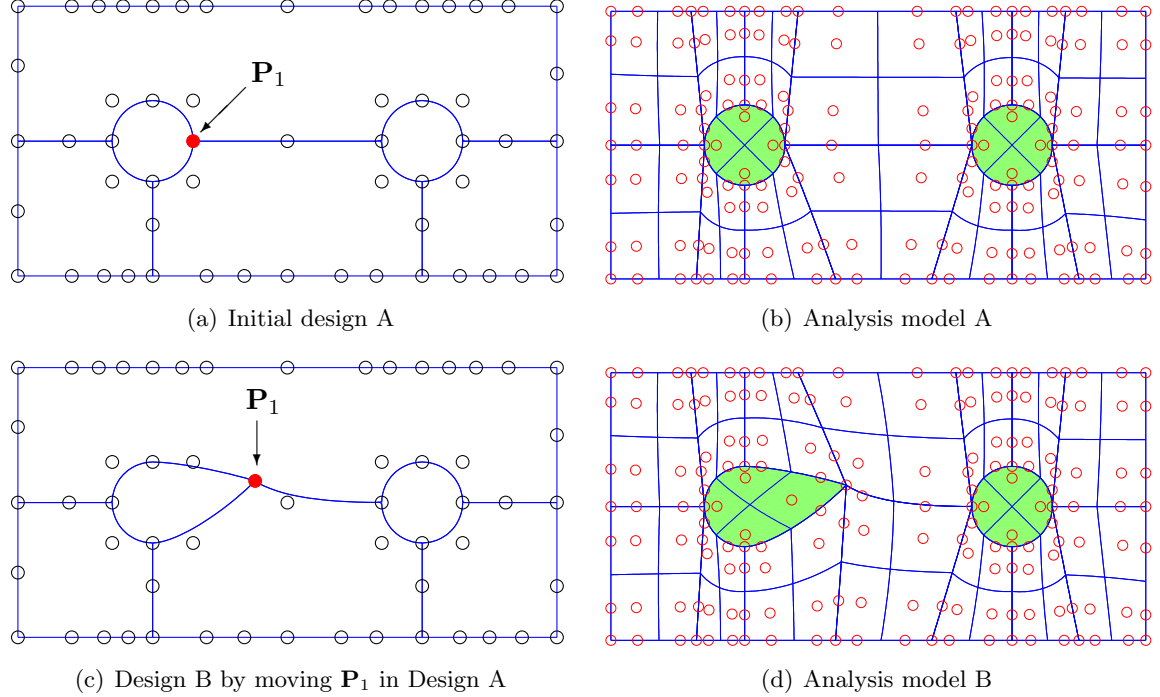 P₁
(a) Initial design A
(b) Analysis model A
P₁
(c) Design B by moving P₁ in Design A
(d) Analysis model B